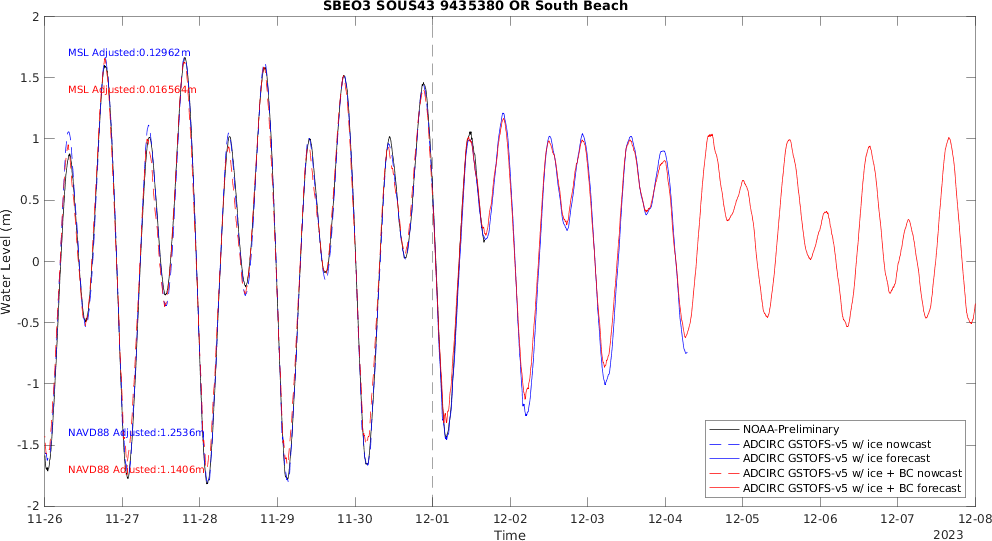 SBEO3 SOUS43 9435380 OR South Beach
2
1.5
1
0.5
0
-0.5
-1
-1.5
-2
Water Level (m)
MSL Adjusted:0.12962m
MSL Adjusted:0.016564m
NAVD88 Adjusted:1.2536m
NAVD88 Adjusted:1.1406m
NOAA-Preliminary
ADCIRC GSTOFS-v5 w/ ice nowcast
ADCIRC GSTOFS-v5 w/ ice forecast
ADCIRC GSTOFS-v5 w/ ice + BC nowcast
ADCIRC GSTOFS-v5 w/ ice + BC forecast
11-26 11-27 11-28 11-29 11-30 12-01 12-02 12-03 12-04 12-05 12-06 12-07 12-08
Time
2023